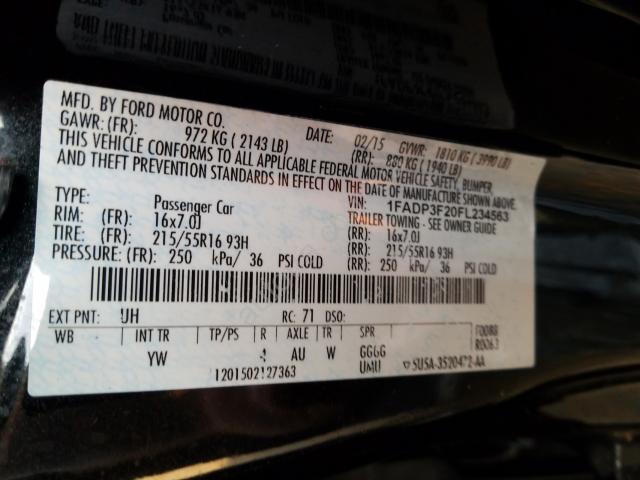 MFD. BY FORD MOTOR CO.
DATE: 02/15 GVWR: 1810 KG ( 3990 LB)
GAWR: (FR): 972 KG ( 2143 LB) (RR): 880 KG ( 1940 LB)
THIS VEHICLE CONFORMS TO ALL APPLICABLE FEDERAL MOTOR VEHICLE SAFETY, BUMPER
AND THEFT PREVENTION STANDARDS IN EFFECT ON THE DATE OF MANUFACTURE SHOWN ABOVE.
VIN: 1FADP3F20FL234563
TYPE: Passenger Car TRAILER TOWING - SEE OWNER GUIDE
RIM: (FR): 16x7.0J (RR): 16x7.0J
TIRE: (FR): 215/55R16 93H (RR): 215/55R16 93H
PRESSURE: (FR): 250 kPa/ 36 PSI COLD (RR): 250 kPa/ 36 PSI COLD
EXT PNT: UH RC: 71 DSO:
WB INT TR TP/PS R AXLE TR SPR
YW AU W GGGG
UMU
1201502127363